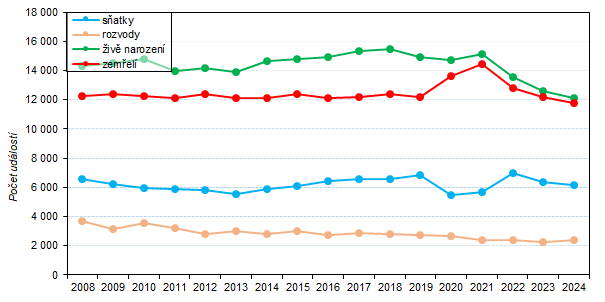 18 000
16 000
14 000
12 000
10 000
8 000
6 000
4 000
2 000
0
Počet událostí
sňatky
rozvody
živě narození
zemřelí
2008 2009 2010 2011 2012 2013 2014 2015 2016 2017 2018 2019 2020 2021 2022 2023 2024